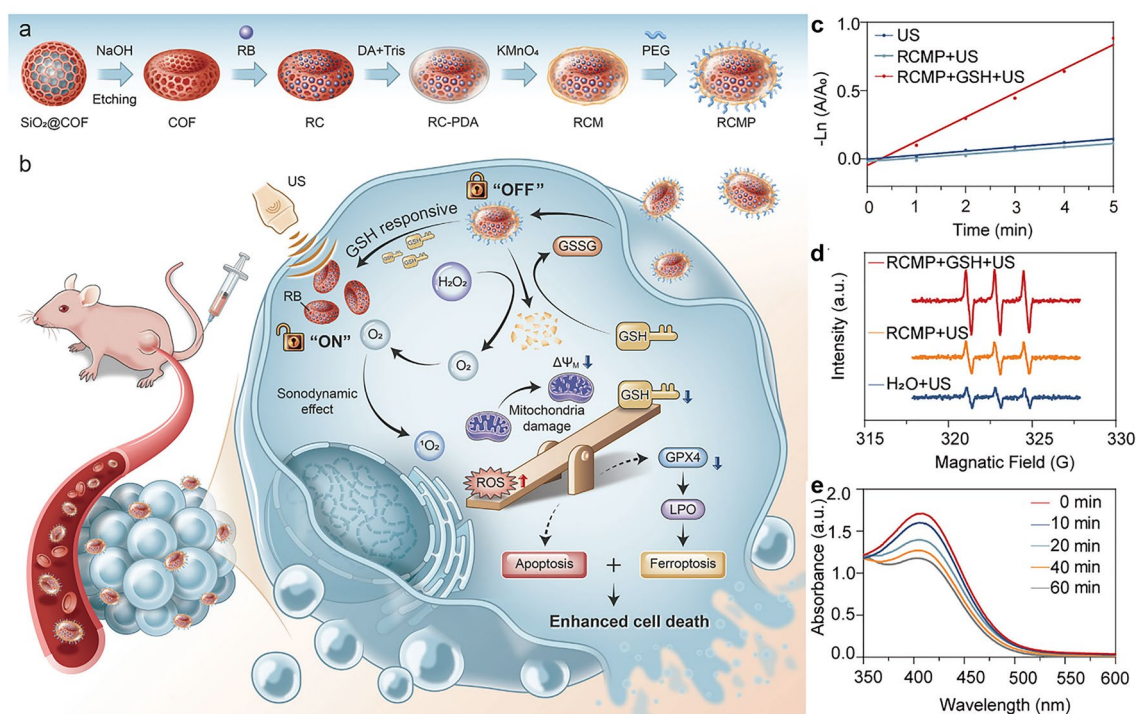 a
NaOH
Etching
RB
DA+Tris
KMnO₄
PEG
SiO₂@COF
COF
RC
RC-PDA
RCM
RCMP
b
US
"OFF"
GSH responsive
GSH
GSH
GSH
GSSG
H₂O₂
RB
"ON"
O₂
O₂
GSH
ΔΨM
Sonodynamic
effect
Mitochondria
damage
GSH
¹O₂
ROS
GPX4
LPO
Apoptosis
+
Ferroptosis
Enhanced cell death
c
US
RCMP+US
RCMP+GSH+US
-Ln (A/A₀)
1.0
0.5
0.0
0 1 2 3 4 5
Time (min)
d
RCMP+GSH+US
RCMP+US
H₂O+US
Intensity (a.u.)
315 320 325 330
Magnetic Field (G)
e
0 min
10 min
20 min
40 min
60 min
Absorbance (a.u.)
2.0
1.5
1.0
0.5
0.0
350 400 450 500 550 600
Wavelength (nm)